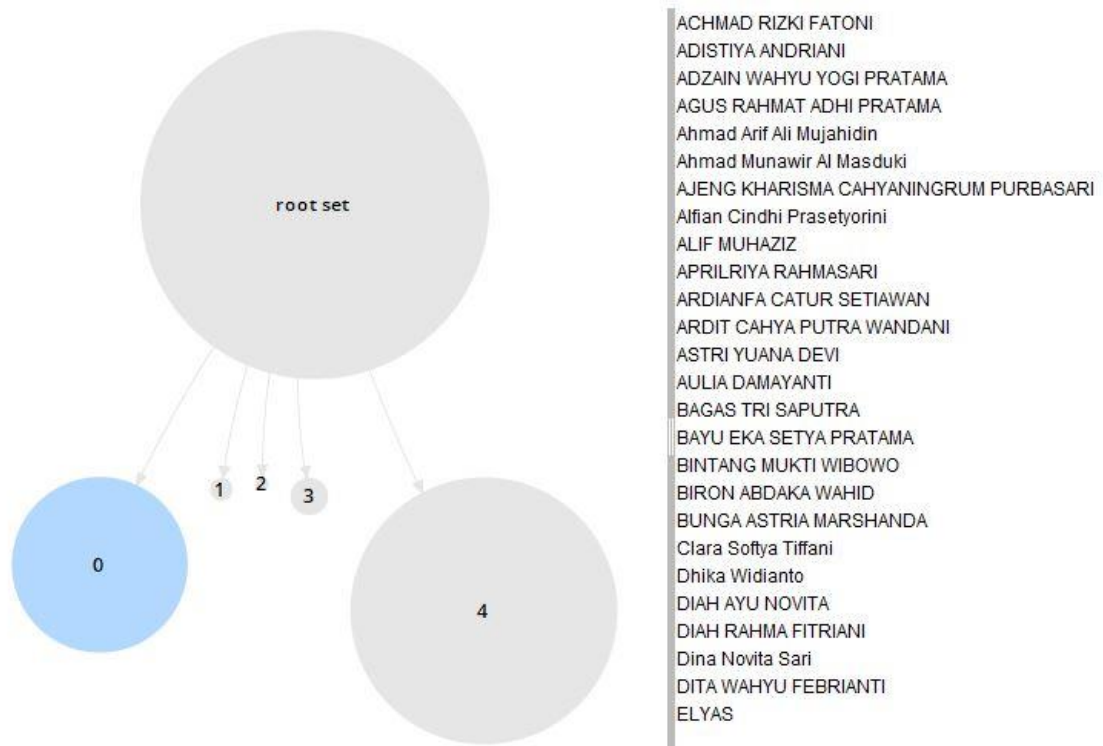 root set
0
1
2
3
4
ACHMAD RIZKI FATONI
ADISTIYA ANDRIANI
ADZAIN WAHYU YOGI PRATAMA
AGUS RAHMAT ADHI PRATAMA
Ahmad Arif Ali Mujahidin
Ahmad Munawir Al Masduki
AJENG KHARISMA CAHYANINGRUM PURBASARI
Alfian Cindhi Prasetyorini
ALIF MUHAZIZ
APRILRIYA RAHMASARI
ARDIANFA CATUR SETIAWAN
ARDIT CAHYA PUTRA WANDANI
ASTRI YUANA DEVI
AULIA DAMAYANTI
BAGAS TRI SAPUTRA
BAYU EKA SETYA PRATAMA
BINTANG MUKTI WIBOWO
BIRON ABDAKA WAHID
BUNGA ASTRIA MARSHANDA
Clara Softya Tiffani
Dhika Widianto
DIAH AYU NOVITA
DIAH RAHMA FITRIANI
Dina Novita Sari
DITA WAHYU FEBRIANTI
ELYAS